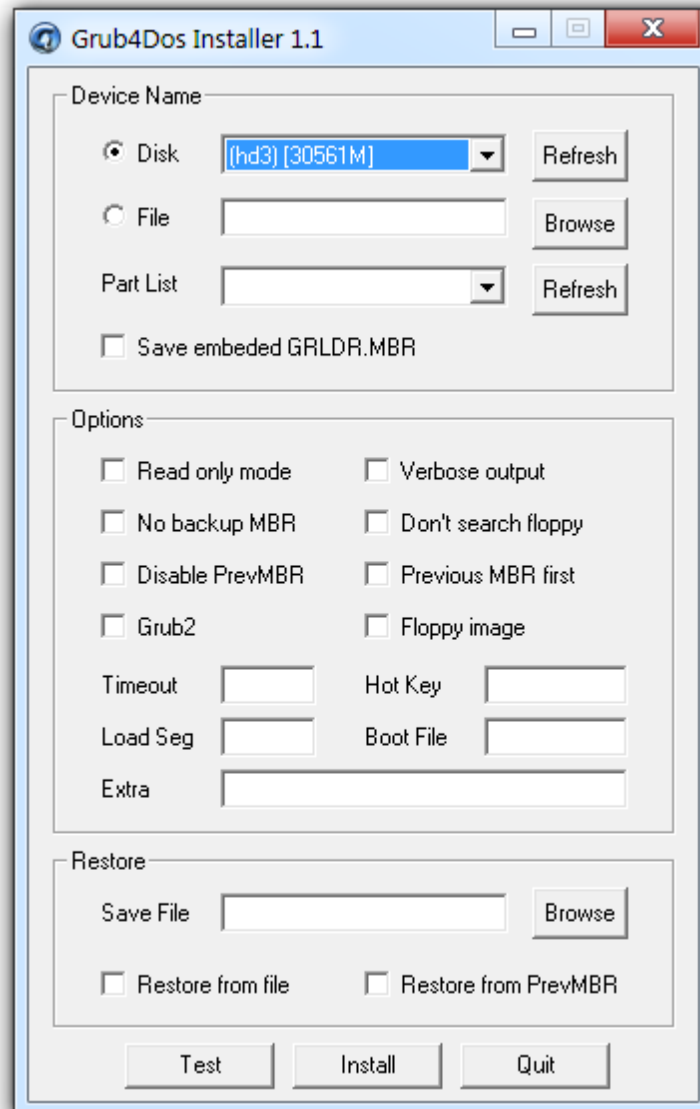 Grub4Dos Installer 1.1
Device Name
Disk (hd3) [30561M] Refresh
File Browse
Part List Refresh
Save embeded GRLDR.MBR
Options
Read only mode Verbose output
No backup MBR Don't search floppy
Disable PrevMBR Previous MBR first
Grub2 Floppy image
Timeout Hot Key
Load Seg Boot File
Extra
Restore
Save File Browse
Restore from file Restore from PrevMBR
Test Install Quit